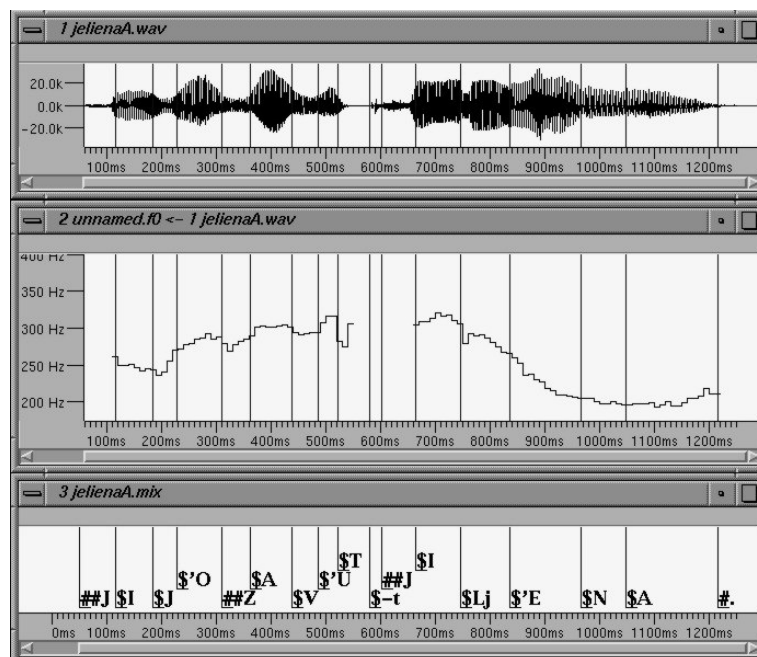 1 jelienaA.wav
20.0k
0.0k
-20.0k
100ms 200ms 300ms 400ms 500ms 600ms 700ms 800ms 900ms 1000ms 1100ms 1200ms
2 unnamed.f0 <- 1 jelienaA.wav
400 Hz
350 Hz
300 Hz
250 Hz
200 Hz
100ms 200ms 300ms 400ms 500ms 600ms 700ms 800ms 900ms 1000ms 1100ms 1200ms
3 jelienaA.mix
$T $I
$'O $A $'U ##J
##J $I $J ##Z $V $-t $Lj $'E $N $A #.
0ms 100ms 200ms 300ms 400ms 500ms 600ms 700ms 800ms 900ms 1000ms 1100ms 1200ms